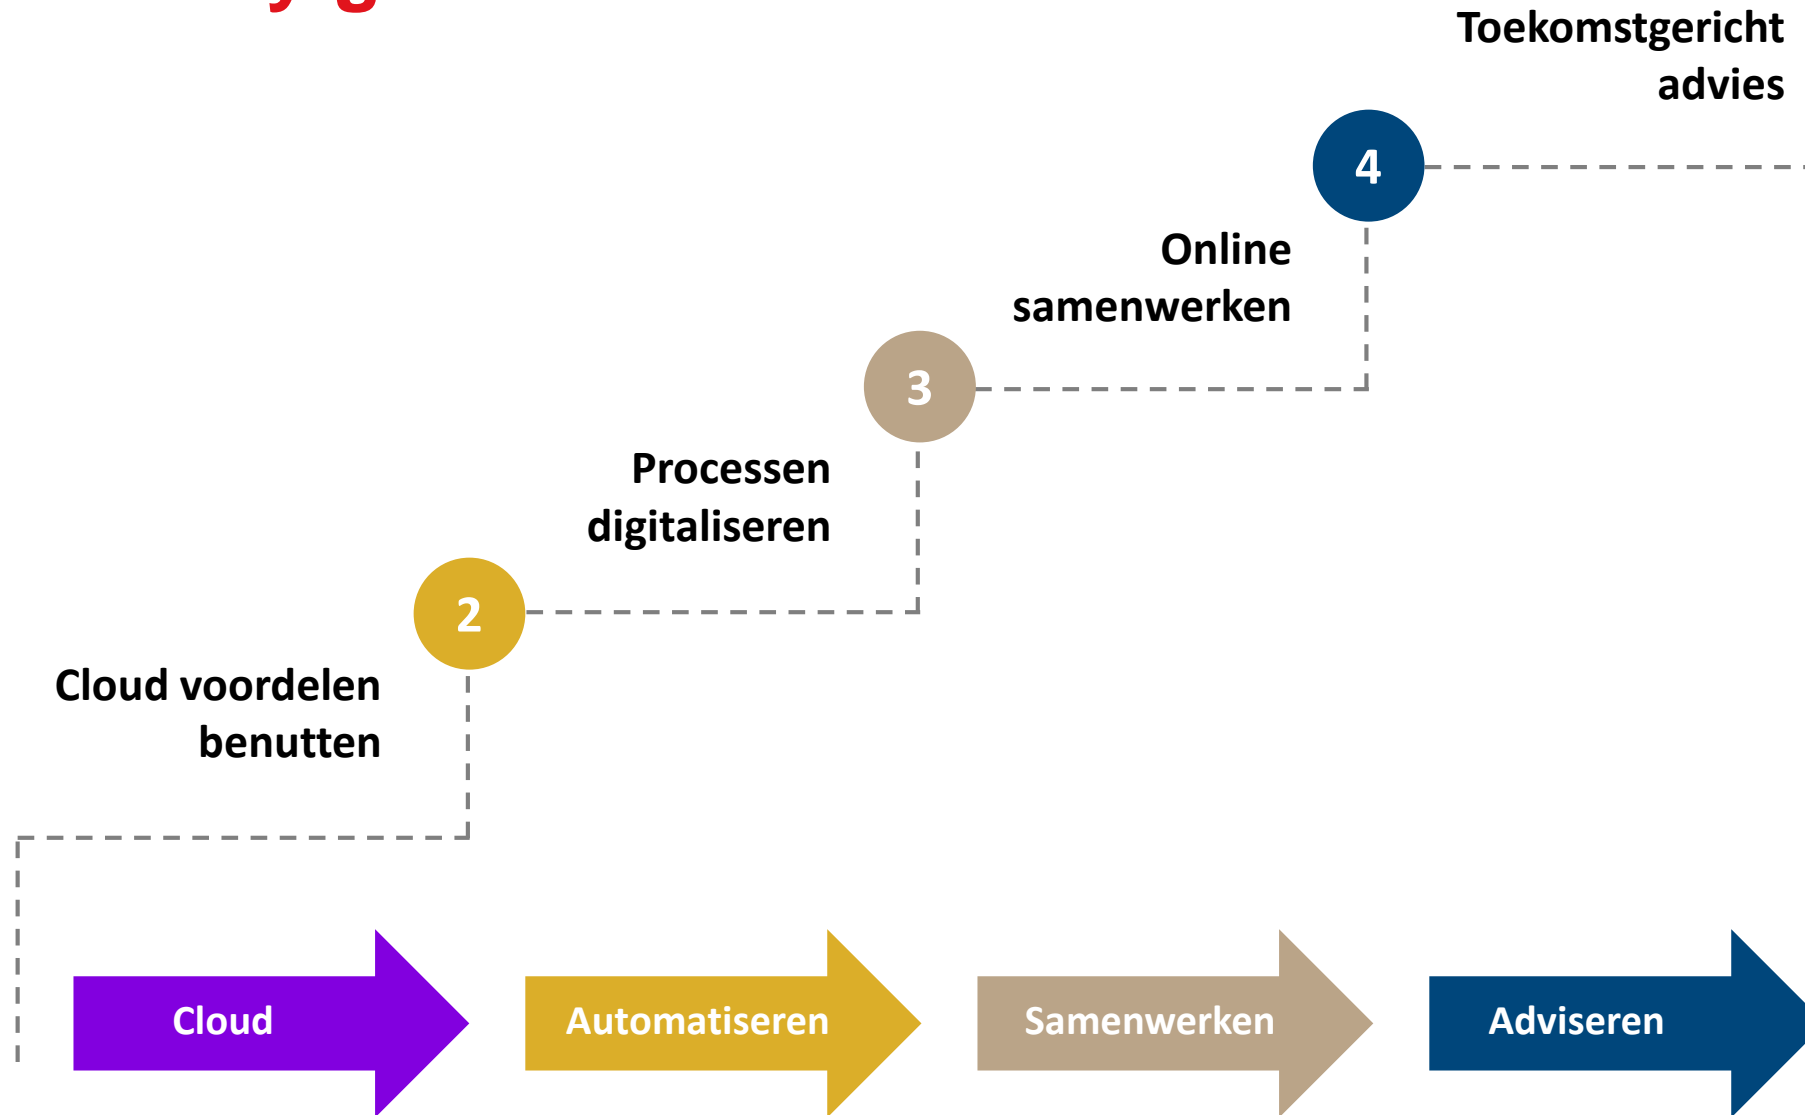 Toekomstgericht
advies
4
Online
samenwerken
3
Processen
digitaliseren
2
Cloud voordelen
benutten
Cloud
Automatiseren
Samenwerken
Adviseren